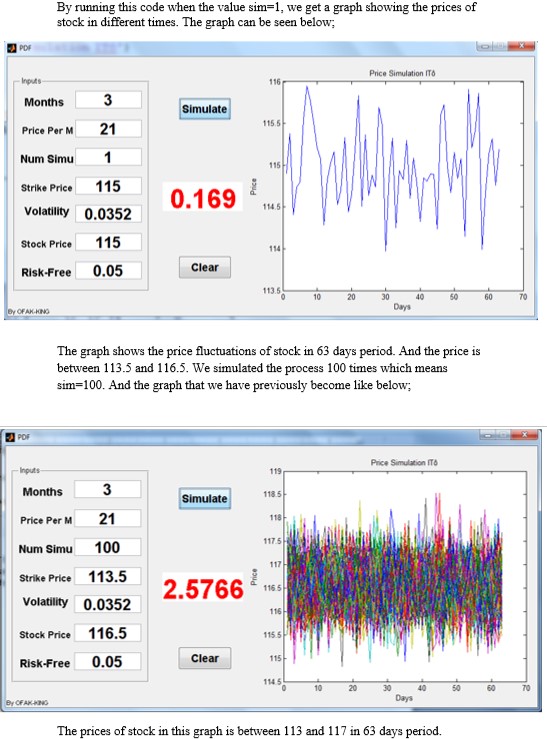 By running this code when the value sim=1, we get a graph showing the prices of
stock in different times. The graph can be seen below;
PDF
Inputs
Months 3
Price Per M 21
Num Simu 1
Strike Price 115
Volatility 0.0352
Stock Price 115
Risk-Free 0.05
Simulate
0.169
Clear
By OFAK-KING
Price Simulation ITô
Price
116
115.5
115
114.5
114
113.5
0 10 20 30 40 50 60 70
Days
The graph shows the price fluctuations of stock in 63 days period. And the price is
between 113.5 and 116.5. We simulated the process 100 times which means
sim=100. And the graph that we have previously become like below;
PDF
Inputs
Months 3
Price Per M 21
Num Simu 100
Strike Price 113.5
Volatility 0.0352
Stock Price 116.5
Risk-Free 0.05
Simulate
2.5766
Clear
By OFAK-KING
Price Simulation ITô
Price
119
118.5
118
117.5
117
116.5
116
115.5
115
114.5
0 10 20 30 40 50 60 70
Days
The prices of stock in this graph is between 113 and 117 in 63 days period.